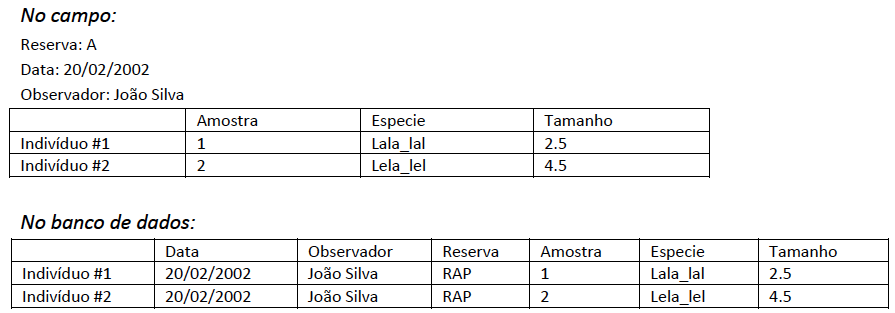 No campo:
Reserva: A
Data: 20/02/2002
Observador: João Silva
Amostra Especie Tamanho
Indivíduo #1 1 Lala_lal 2.5
Indivíduo #2 2 Lela_lel 4.5
No banco de dados:
Data Observador Reserva Amostra Especie Tamanho
Indivíduo #1 20/02/2002 João Silva RAP 1 Lala_lal 2.5
Indivíduo #2 20/02/2002 João Silva RAP 2 Lela_lel 4.5